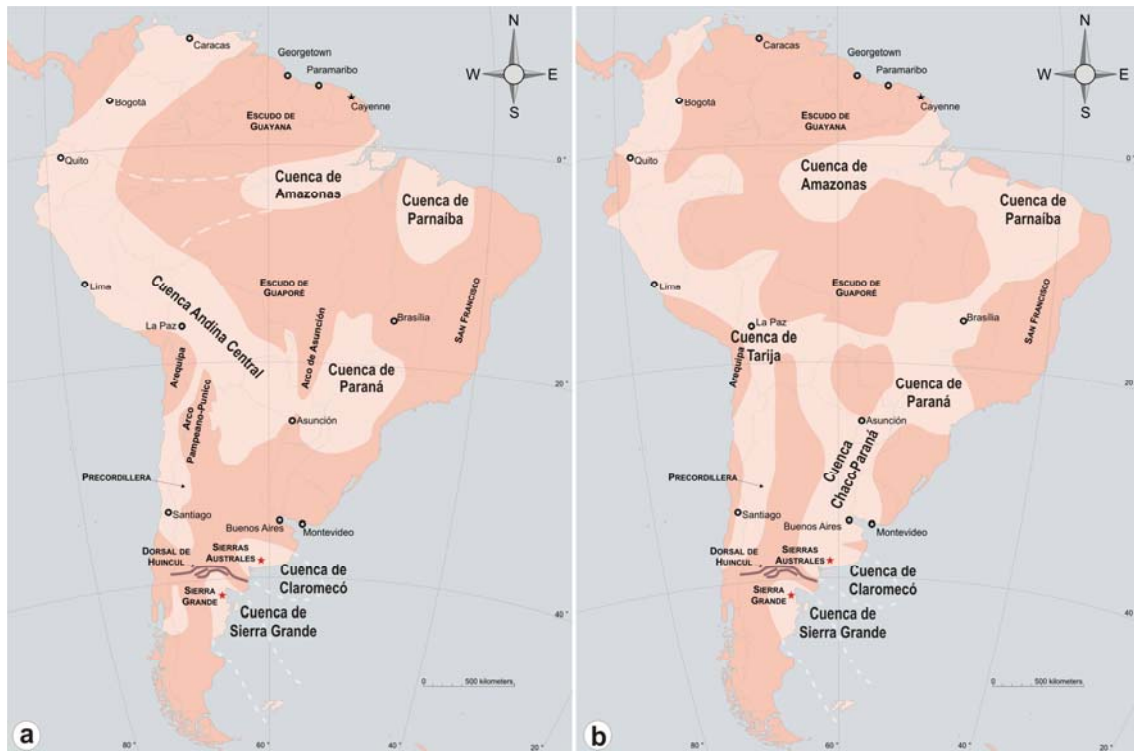 N
W E
S
Caracas
Georgetown
Paramaribo
Cayenne
Bogotá
ESCUDO DE
GUAYANA
Quito
0 °
Cuenca de
Amazonas
Cuenca de
Parnaíba
Lima
ESCUDO DE
GUAPORÉ
Cuenca Andina Central
SAN FRANCISCO
La Paz
Brasília
Arequipa
Arco de Asunción
Cuenca de
Paraná
20 °
Arco
Pampeano-Punicc
Asunción
PRECORDILLERA
Santiago
Buenos Aires
Montevideo
DORSAL DE
HUINCUL
SIERRAS
AUSTRALES
Cuenca de
Claromecó
SIERRA
GRANDE
Cuenca de
Sierra Grande
40 °
0 500 kilometers
a
80 ° 60 ° 40 ° 20 °
N
W E
S
Caracas
Georgetown
Paramaribo
Cayenne
Bogotá
ESCUDO DE
GUAYANA
Quito
0 °
Cuenca de
Amazonas
Cuenca de
Parnaíba
Lima
ESCUDO DE
GUAPORÉ
SAN FRANCISCO
La Paz
Cuenca de
Tarija
Brasília
Arequipa
Cuenca de
Paraná
20 °
Asunción
Cuenca
Chaco-Paraná
PRECORDILLERA
Santiago
Buenos Aires
Montevideo
DORSAL DE
HUINCUL
SIERRAS
AUSTRALES
Cuenca de
Claromecó
SIERRA
GRANDE
Cuenca de
Sierra Grande
40 °
0 500 kilometers
b
80 ° 60 ° 40 ° 20 °